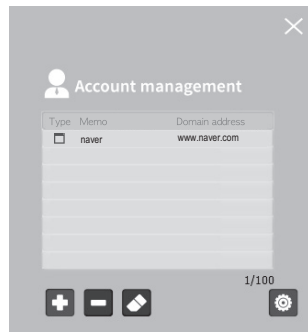 Account management
Type Memo Domain address
naver www.naver.com
1/100